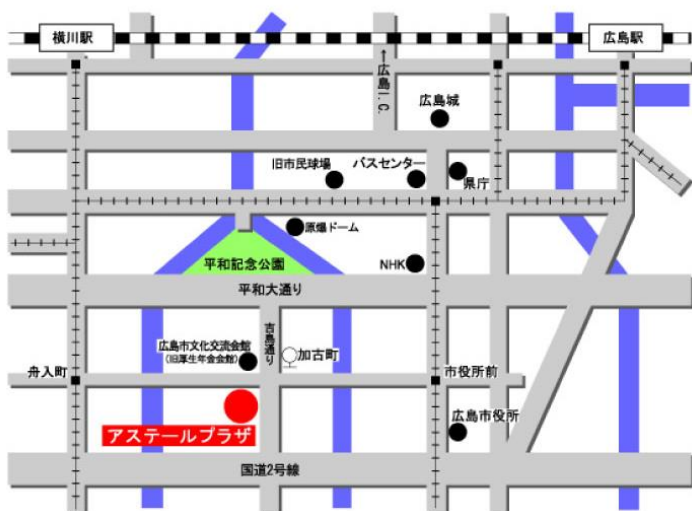 横川駅
広島駅
←広島I.C.
広島城
旧市民球場
バスセンター
県庁
原爆ドーム
平和記念公園
NHK
平和大通り
吉島通り
広島市文化交流会館
(旧厚生年金会館)
加古町
舟入町
市役所前
アステールプラザ
広島市役所
国道2号線